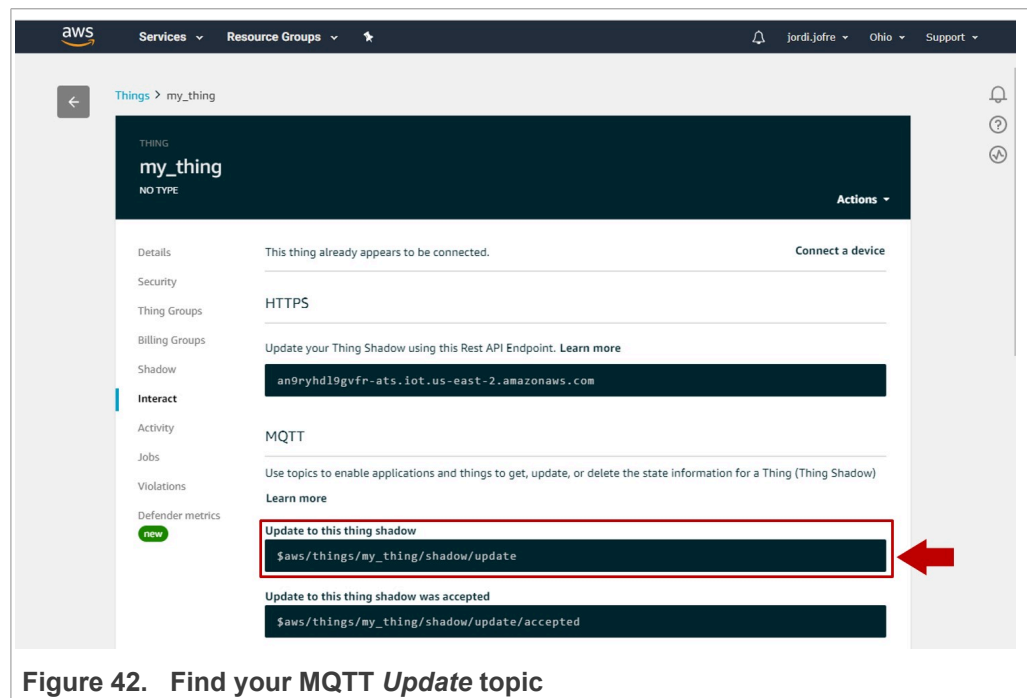 aws Services Resource Groups jordi.jofre Ohio Support
Things > my_thing
THING
my_thing
NO TYPE
Actions
Details
Security
Thing Groups
Billing Groups
Shadow
Interact
Activity
Jobs
Violations
Defender metrics
new
This thing already appears to be connected. Connect a device
HTTPS
Update your Thing Shadow using this Rest API Endpoint. Learn more
an9ryhdl9gvfr-ats.iot.us-east-2.amazonaws.com
MQTT
Use topics to enable applications and things to get, update, or delete the state information for a Thing (Thing Shadow)
Learn more
Update to this thing shadow
$aws/things/my_thing/shadow/update
Update to this thing shadow was accepted
$aws/things/my_thing/shadow/update/accepted
Figure 42. Find your MQTT Update topic